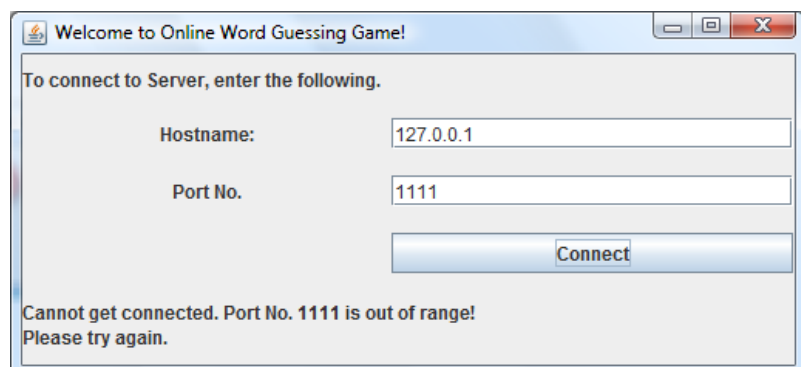 Welcome to Online Word Guessing Game!
To connect to Server, enter the following.
Hostname: 127.0.0.1
Port No. 1111
Connect
Cannot get connected. Port No. 1111 is out of range!
Please try again.